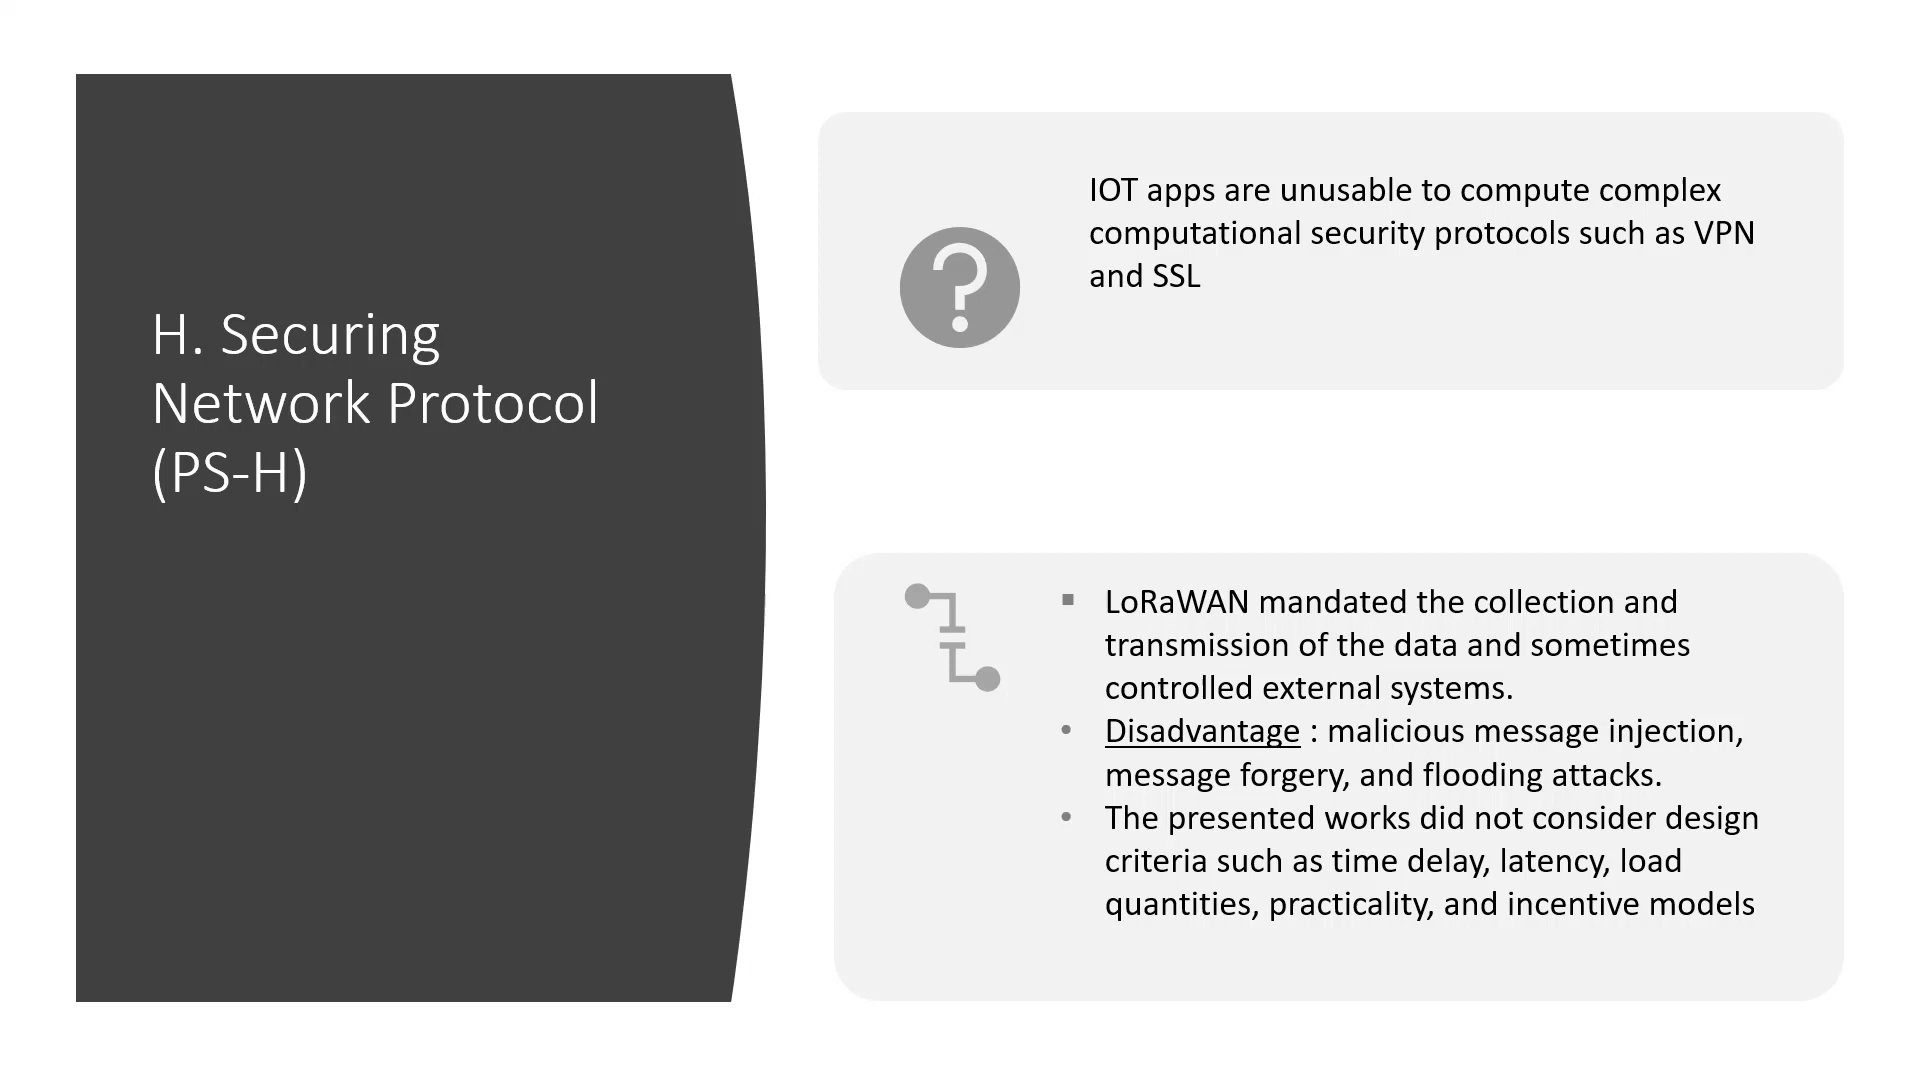 H. Securing
Network Protocol
(PS-H)
IOT apps are unusable to compute complex
computational security protocols such as VPN
and SSL
▪ LoRaWAN mandated the collection and
transmission of the data and sometimes
controlled external systems.
• Disadvantage : malicious message injection,
message forgery, and flooding attacks.
• The presented works did not consider design
criteria such as time delay, latency, load
quantities, practicality, and incentive models